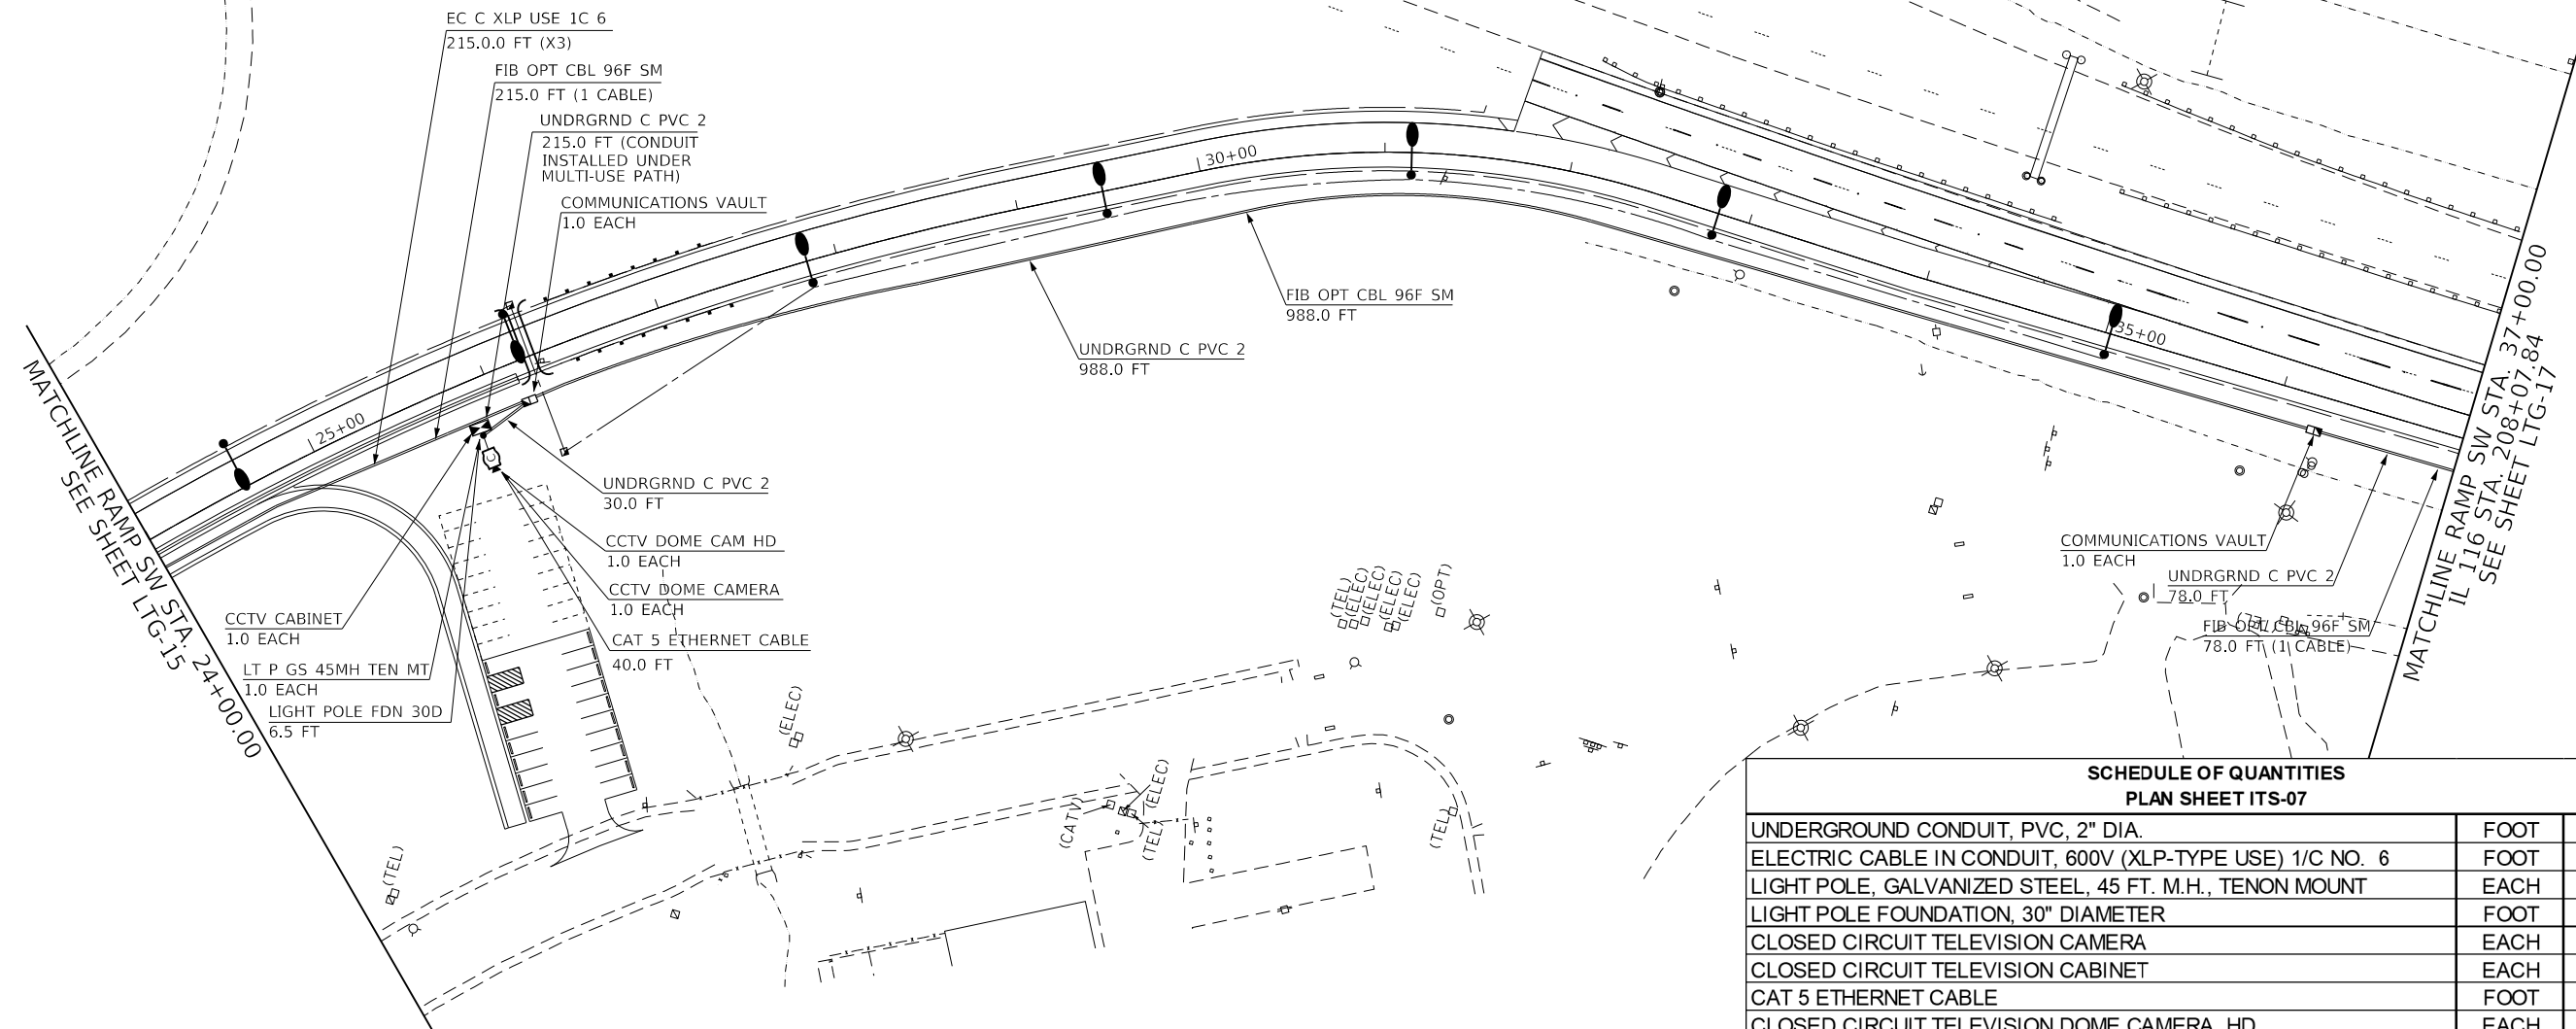 EC C XLP USE 1C 6
215.0.0 FT (X3)
FIB OPT CBL 96F SM
215.0 FT (1 CABLE)
UNDRGRND C PVC 2
215.0 FT (CONDUIT
INSTALLED UNDER
MULTI-USE PATH)
COMMUNICATIONS VAULT
1.0 EACH
30+00
FIB OPT CBL 96F SM
988.0 FT
UNDRGRND C PVC 2
988.0 FT
35+00
25+00
MATCHLINE RAMP SW STA. 24+00.00
SEE SHEET LTG-15
MATCHLINE RAMP SW STA. 37+00.00
IL 116 STA. 208+07.84
SEE SHEET LTG-17
UNDRGRND C PVC 2
30.0 FT
CCTV DOME CAM HD
1.0 EACH
CCTV DOME CAMERA
1.0 EACH
CAT 5 ETHERNET CABLE
40.0 FT
CCTV CABINET
1.0 EACH
LT P GS 45MH TEN MT
1.0 EACH
LIGHT POLE FDN 30D
6.5 FT
COMMUNICATIONS VAULT
1.0 EACH
UNDRGRND C PVC 2
78.0 FT
FIB OPT CBL 96F SM
78.0 FT (1 CABLE)
(TEL)
(ELEC)
(ELEC)
(ELEC)
(ELEC)
(OPT)
(ELEC)
(CATV)
(ELEC)
(TEL)
(TEL)
(TEL)
SCHEDULE OF QUANTITIES
PLAN SHEET ITS-07
UNDERGROUND CONDUIT, PVC, 2" DIA. FOOT
ELECTRIC CABLE IN CONDUIT, 600V (XLP-TYPE USE) 1/C NO. 6 FOOT
LIGHT POLE, GALVANIZED STEEL, 45 FT. M.H., TENON MOUNT EACH
LIGHT POLE FOUNDATION, 30" DIAMETER FOOT
CLOSED CIRCUIT TELEVISION CAMERA EACH
CLOSED CIRCUIT TELEVISION CABINET EACH
CAT 5 ETHERNET CABLE FOOT
CLOSED CIRCUIT TELEVISION DOME CAMERA, HD EACH